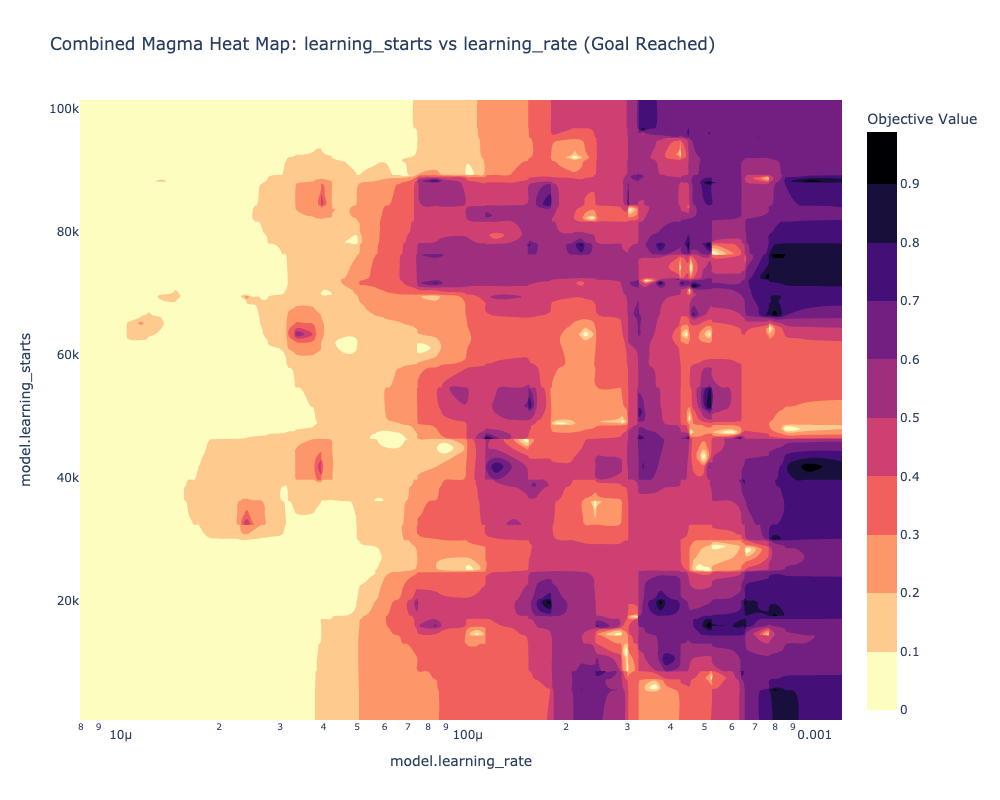 Combined Magma Heat Map: learning_starts vs learning_rate (Goal Reached)
Objective Value
100k
80k
60k
40k
20k
model.learning_starts
0.9
0.8
0.7
0.6
0.5
0.4
0.3
0.2
0.1
0
8 9 2 3 4 5 6 7 8 9 2 3 4 5 6 7 8 9
10μ 100μ 0.001
model.learning_rate